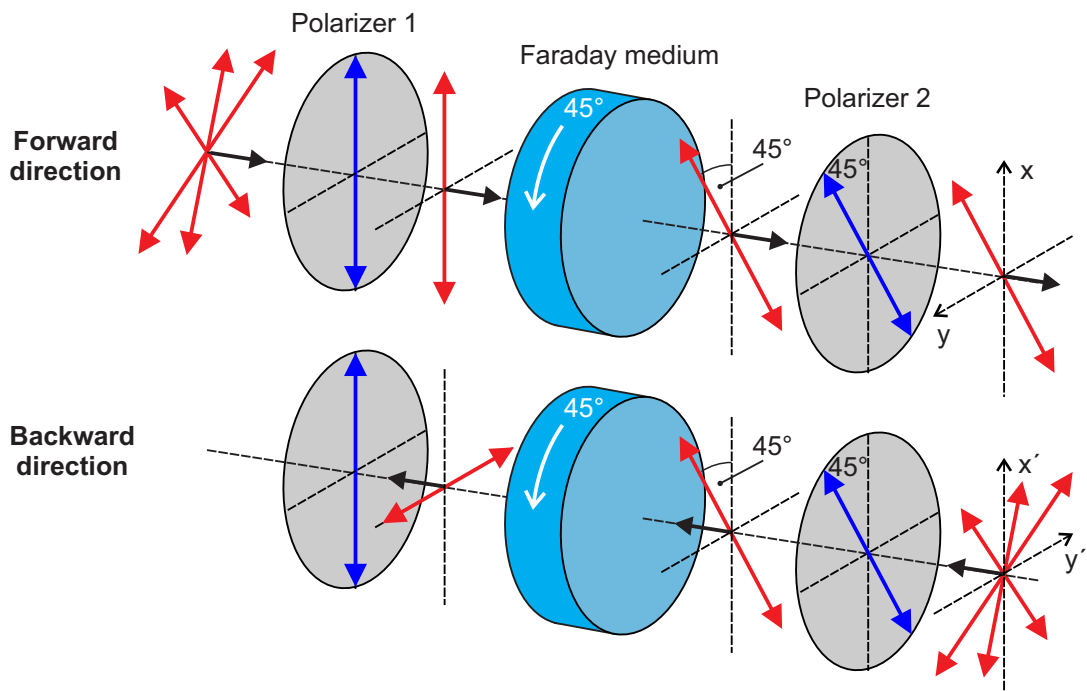 Polarizer 1
Faraday medium
Polarizer 2
Forward
direction
45°
45°
45°
x
y
Backward
direction
45°
45°
45°
x´
y´